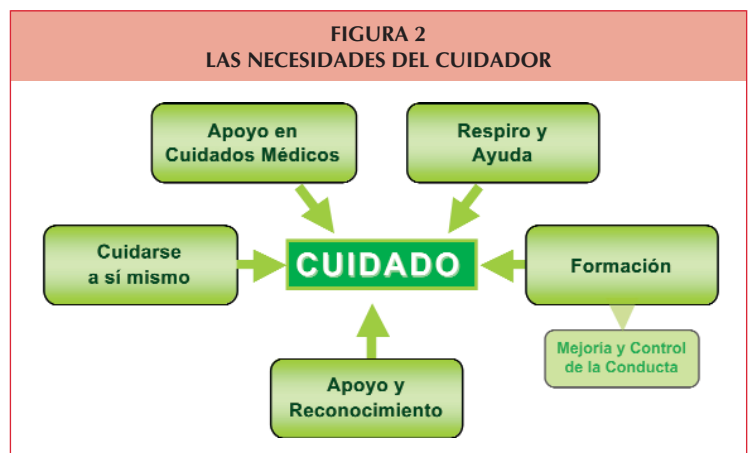 FIGURA 2
LAS NECESIDADES DEL CUIDADOR
Apoyo en
Cuidados Médicos
Respiro y
Ayuda
Cuidarse
a sí mismo
CUIDADO
Formación
Mejoría y Control
de la Conducta
Apoyo y
Reconocimiento